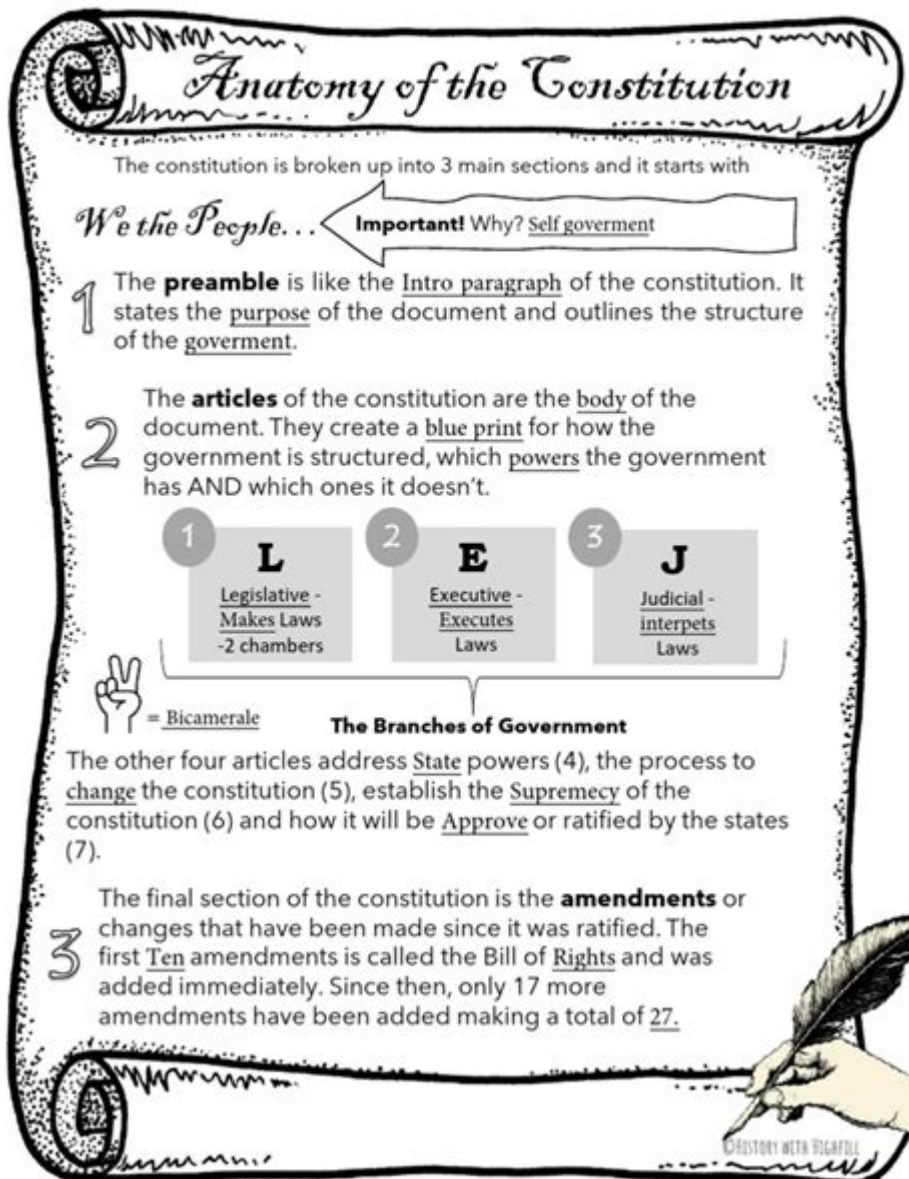 Anatomy of the Constitution
The constitution is broken up into 3 main sections and it starts with
We the People...
Important! Why? Self goverment
1
The preamble is like the Intro paragraph of the constitution. It
states the purpose of the document and outlines the structure
of the goverment.
2
The articles of the constitution are the body of the
document. They create a blue print for how the
government is structured, which powers the government
has AND which ones it doesn't.
1
L
Legislative -
Makes Laws
-2 chambers
2
E
Executive -
Executes
Laws
3
J
Judicial -
interpets
Laws
= Bicamerale
The Branches of Government
The other four articles address State powers (4), the process to
change the constitution (5), establish the Supremecy of the
constitution (6) and how it will be Approve or ratified by the states
(7).
3
The final section of the constitution is the amendments or
changes that have been made since it was ratified. The
first Ten amendments is called the Bill of Rights and was
added immediately. Since then, only 17 more
amendments have been added making a total of 27.
©HISTORY WITH HIGHFILL